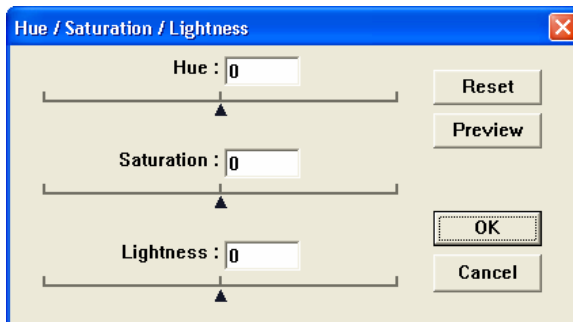 Hue / Saturation / Lightness
Hue : 0
Reset
Preview
Saturation : 0
OK
Lightness : 0
Cancel